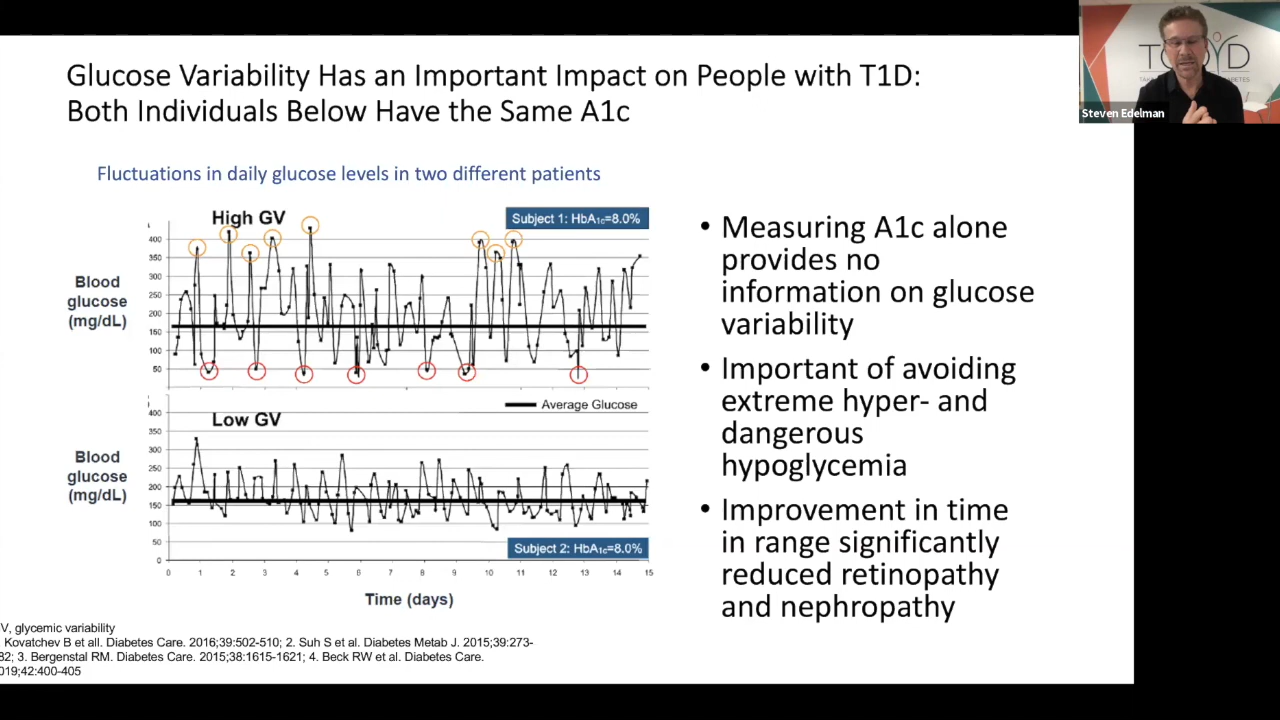 Glucose Variability Has an Important Impact on People with T1D:
Both Individuals Below Have the Same A1c
Steven Edelman
Fluctuations in daily glucose levels in two different patients
High GV
Subject 1: HbA1c=8.0%
Blood
glucose
(mg/dL)
400
350
300
250
200
150
100
50
Average Glucose
Low GV
Blood
glucose
(mg/dL)
400
350
300
250
200
150
100
50
0
Subject 2: HbA1c=8.0%
0 1 2 3 4 5 6 7 8 9 10 11 12 13 14 15
Time (days)
• Measuring A1c alone
provides no
information on glucose
variability
• Important of avoiding
extreme hyper- and
dangerous
hypoglycemia
• Improvement in time
in range significantly
reduced retinopathy
and nephropathy
V, glycemic variability
Kovatchev B et all. Diabetes Care. 2016;39:502-510; 2. Suh S et al. Diabetes Metab J. 2015;39:273-
82; 3. Bergenstal RM. Diabetes Care. 2015;38:1615-1621; 4. Beck RW et al. Diabetes Care.
019;42:400-405